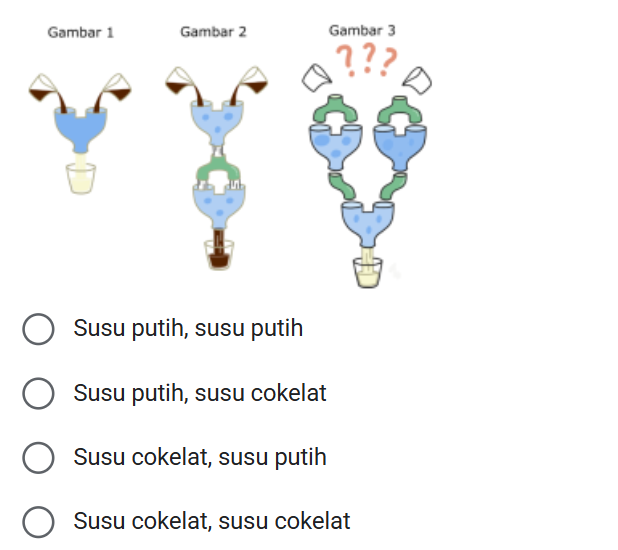 Gambar 1
Gambar 2
Gambar 3
???
Susu putih, susu putih
Susu putih, susu cokelat
Susu cokelat, susu putih
Susu cokelat, susu cokelat